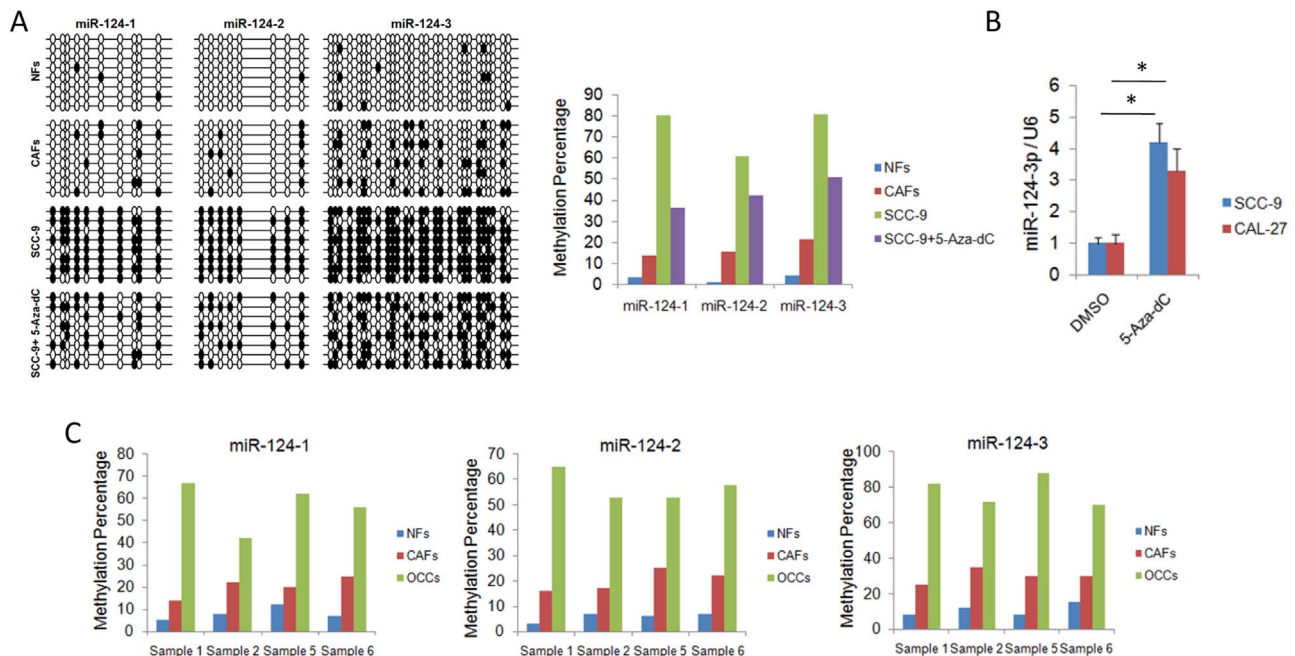 A
miR-124-1
miR-124-2
miR-124-3
NFs
CAFs
SCC-9
SCC-9+ 5-Aza-dC
Methylation Percentage
90
80
70
60
50
40
30
20
10
0
miR-124-1
miR-124-2
miR-124-3
NFs
CAFs
SCC-9
SCC-9+5-Aza-dC
B
*
*
miR-124-3p / U6
6
5
4
3
2
1
0
DMSO
5-Aza-dC
SCC-9
CAL-27
C
miR-124-1
Methylation Percentage
80
70
60
50
40
30
20
10
0
Sample 1 Sample 2 Sample 5 Sample 6
NFs
CAFs
OCCs
miR-124-2
Methylation Percentage
70
60
50
40
30
20
10
0
Sample 1 Sample 2 Sample 5 Sample 6
NFs
CAFs
OCCs
miR-124-3
Methylation Percentage
100
80
60
40
20
0
Sample 1 Sample 2 Sample 5 Sample 6
NFs
CAFs
OCCs